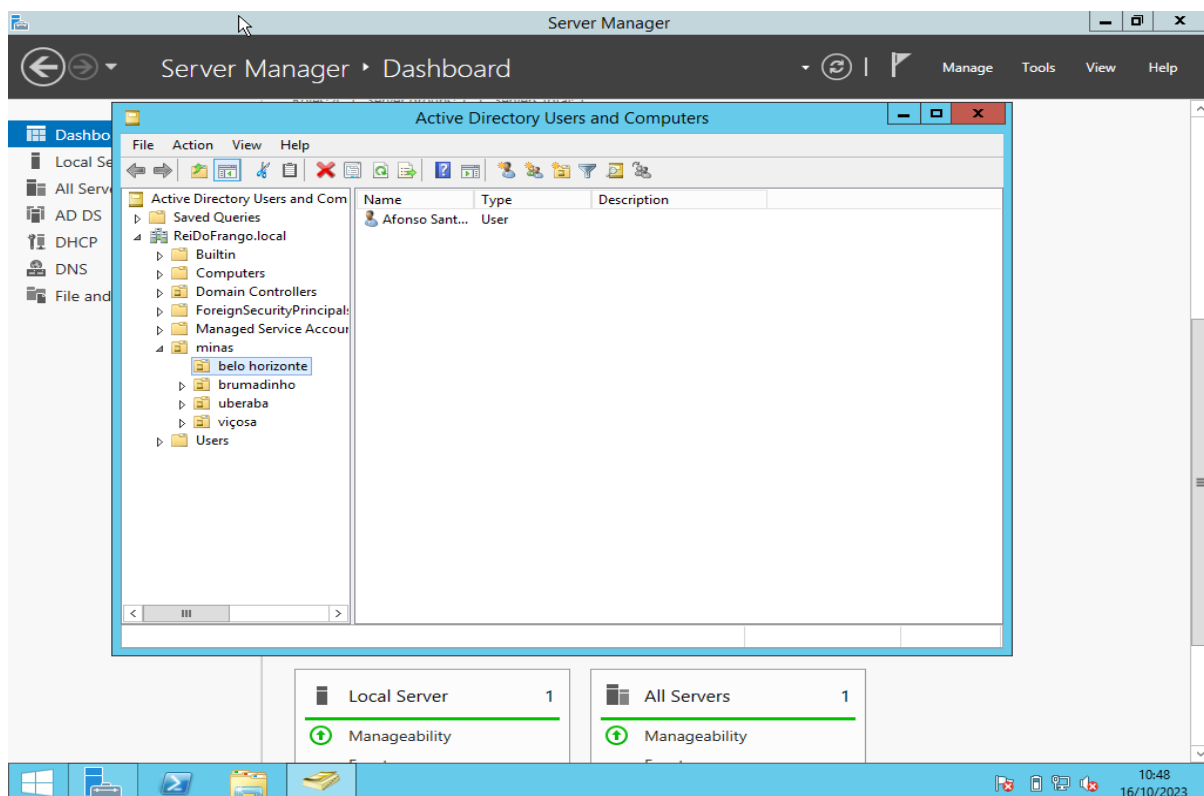 Server Manager
Server Manager • Dashboard
Manage Tools View Help
Dashbo
Local Se
All Serve
AD DS
DHCP
DNS
File and
Active Directory Users and Computers
File Action View Help
Active Directory Users and Com
Saved Queries
ReiDoFrango.local
Builtin
Computers
Domain Controllers
ForeignSecurityPrincipals
Managed Service Accour
minas
belo horizonte
brumadinho
uberaba
viçosa
Users
Name Type Description
Afonso Sant... User
Local Server 1
Manageability
All Servers 1
Manageability
10:48
16/10/2023